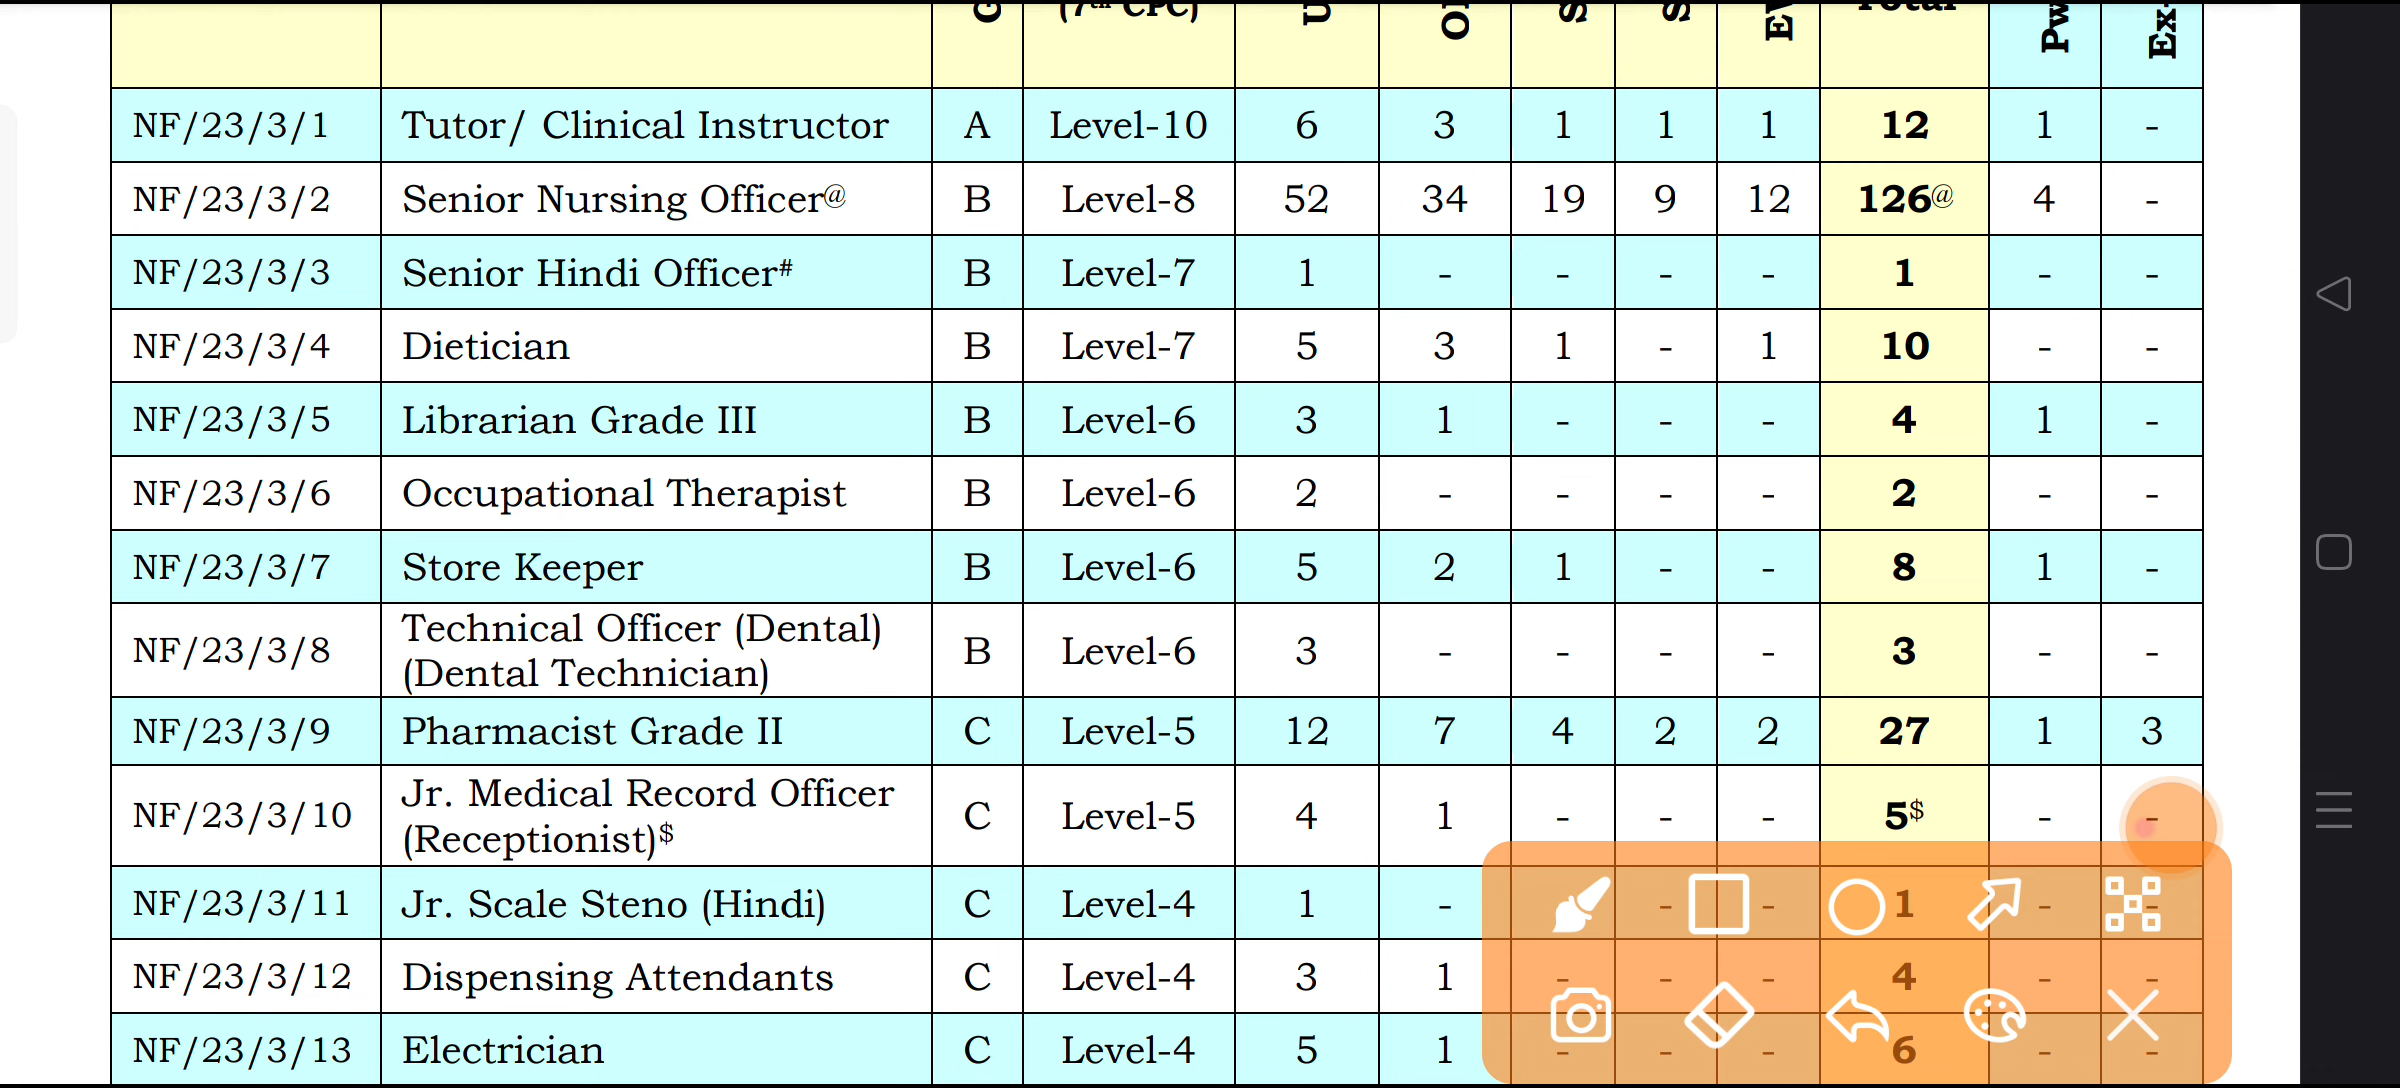 (7th CPC)
NF/23/3/1 Tutor/ Clinical Instructor A Level-10 6 3 1 1 1 12 1 -
NF/23/3/2 Senior Nursing Officer@ B Level-8 52 34 19 9 12 126@ 4 -
NF/23/3/3 Senior Hindi Officer# B Level-7 1 - - - - 1 - -
NF/23/3/4 Dietician B Level-7 5 3 1 - 1 10 - -
NF/23/3/5 Librarian Grade III B Level-6 3 1 - - - 4 1 -
NF/23/3/6 Occupational Therapist B Level-6 2 - - - - 2 - -
NF/23/3/7 Store Keeper B Level-6 5 2 1 - - 8 1 -
NF/23/3/8 Technical Officer (Dental)
(Dental Technician) B Level-6 3 - - - - 3 - -
NF/23/3/9 Pharmacist Grade II C Level-5 12 7 4 2 2 27 1 3
NF/23/3/10 Jr. Medical Record Officer
(Receptionist)$ C Level-5 4 1 - - - 5$ - -
NF/23/3/11 Jr. Scale Steno (Hindi) C Level-4 1 - - - 1 - -
NF/23/3/12 Dispensing Attendants C Level-4 3 1 - - - 4 - -
NF/23/3/13 Electrician C Level-4 5 1 - - - 6 - -